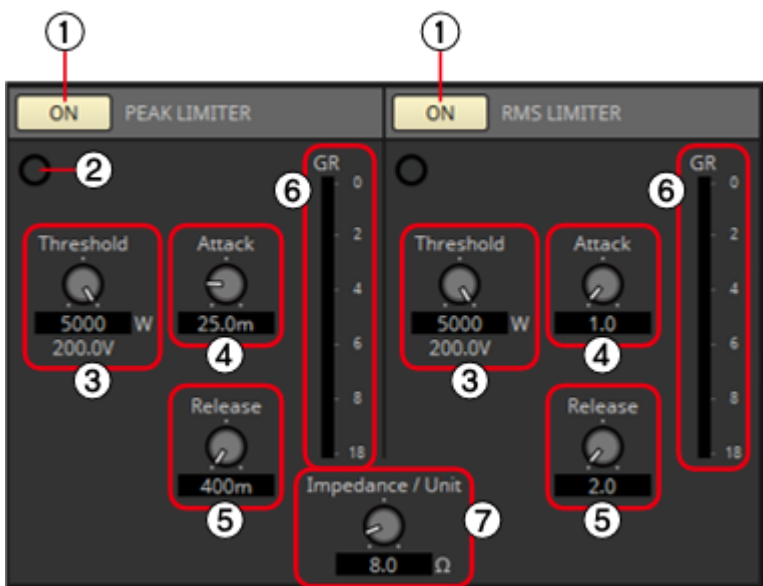 ① ①
ON PEAK LIMITER ON RMS LIMITER
②
GR
0
2
4
6
8
18
⑥
Threshold
5000 W
200.0V
③
Attack
25.0m
④
Release
400m
⑤
Impedance / Unit
8.0 Ω
⑦
Threshold
5000 W
200.0V
③
Attack
1.0
④
Release
2.0
⑤
GR
0
2
4
6
8
18
⑥